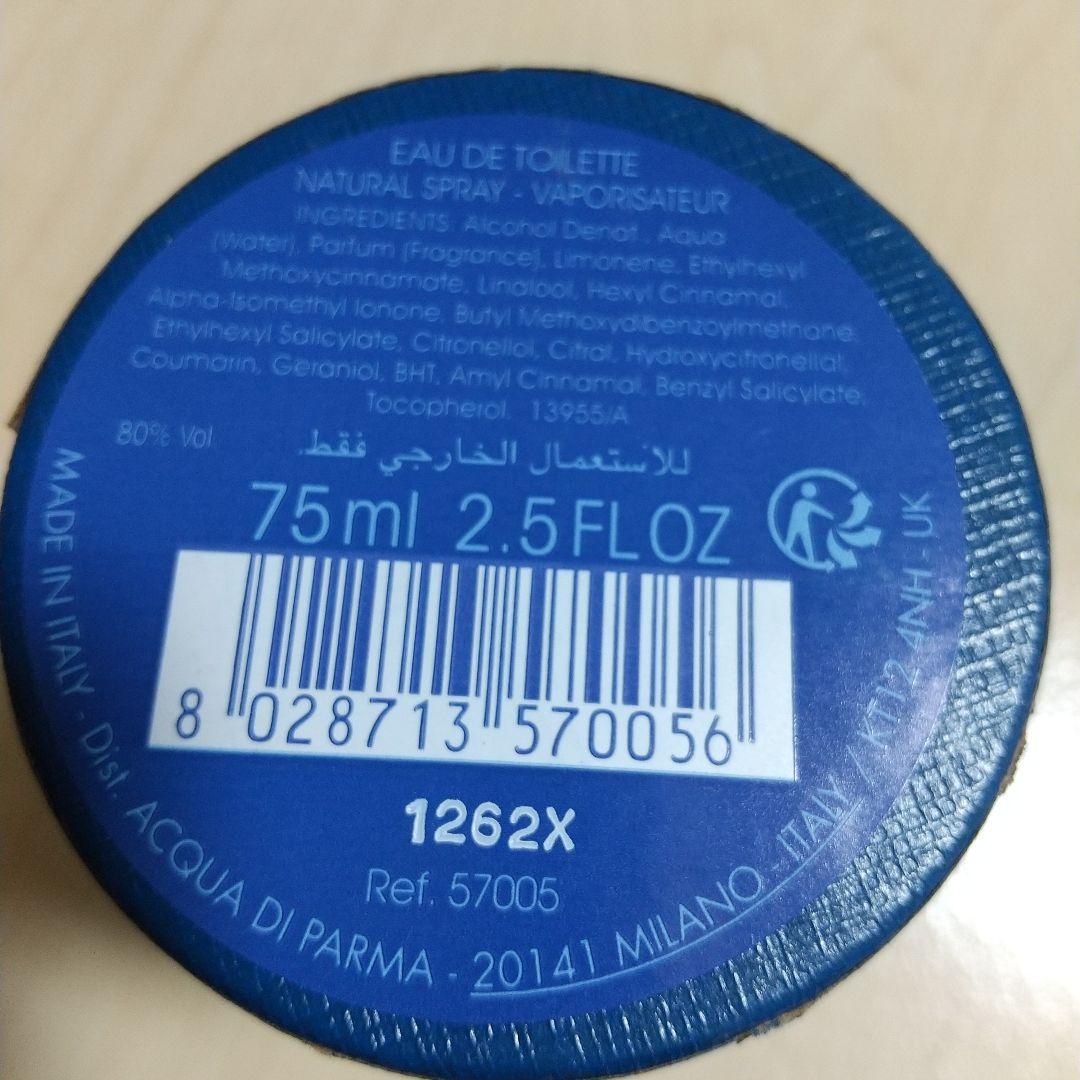 EAU DE TOILETTE
NATURAL SPRAY - VAPORISATEUR
INGREDIENTS: Alcohol Denat., Aqua
(Water), Parfum (Fragrance), Limonene, Ethylhexyl
Methoxycinnamate, Linalool, Hexyl Cinnamal,
Alpha-Isomethyl Ionone, Butyl Methoxydibenzoylmethane,
Ethylhexyl Salicylate, Citronellol, Citral, Hydroxycitronellal,
Coumarin, Geraniol, BHT, Amyl Cinnamal, Benzyl Salicylate,
Tocopherol. 13955/A
80% Vol
للاستعمال الخارجي فقط.
75ml 2.5FL OZ
8 028713 570056
1262X
Ref. 57005
MADE IN ITALY - Dist. ACQUA DI PARMA - 20141 MILANO - ITALY / KT12 4NH - UK